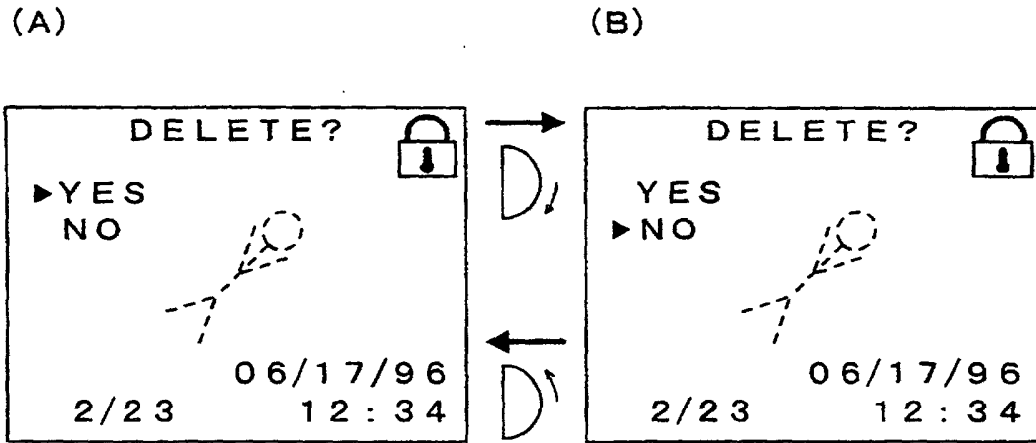 (A)
DELETE?
▶YES
NO
06/17/96
2/23 12:34
(B)
DELETE?
YES
▶NO
06/17/96
2/23 12:34